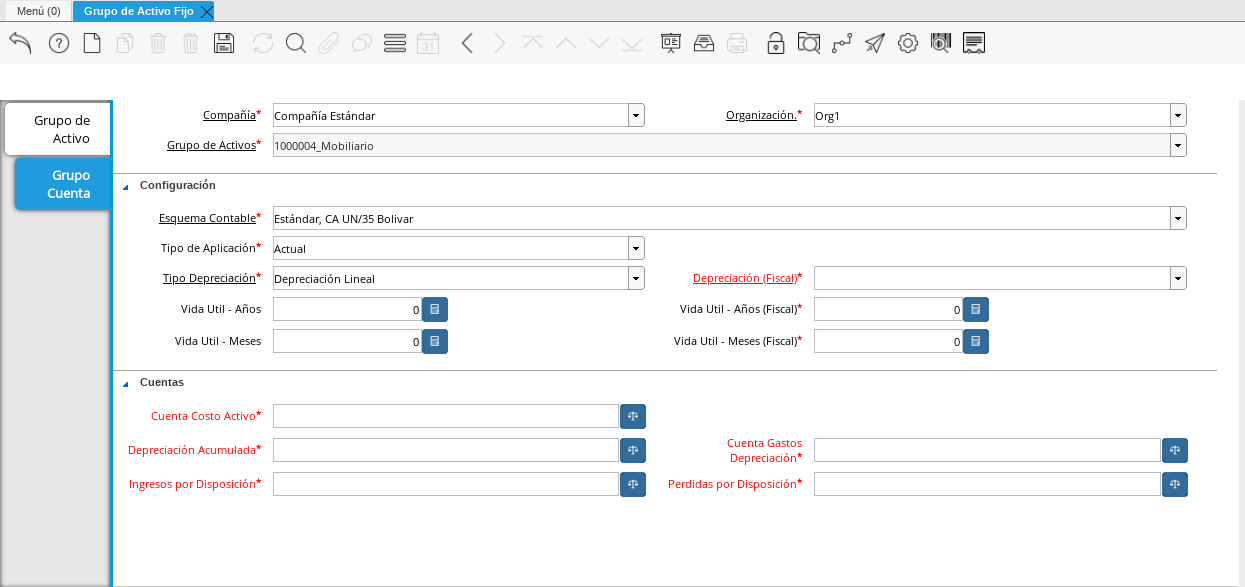 Menú (0) Grupo de Activo Fijo
31
Grupo de
Activo
Grupo
Cuenta
Compañía* Compañía Estándar Organización.* Org1
Grupo de Activos* 1000004_Mobiliario
Configuración
Esquema Contable* Estándar, CA UN/35 Bolivar
Tipo de Aplicación* Actual
Tipo Depreciación* Depreciación Lineal Depreciación (Fiscal)*
Vida Util - Años 0 Vida Util - Años (Fiscal)* 0
Vida Util - Meses 0 Vida Util - Meses (Fiscal)* 0
Cuentas
Cuenta Costo Activo*
Depreciación Acumulada* Cuenta Gastos
Depreciación*
Ingresos por Disposición* Perdidas por Disposición*